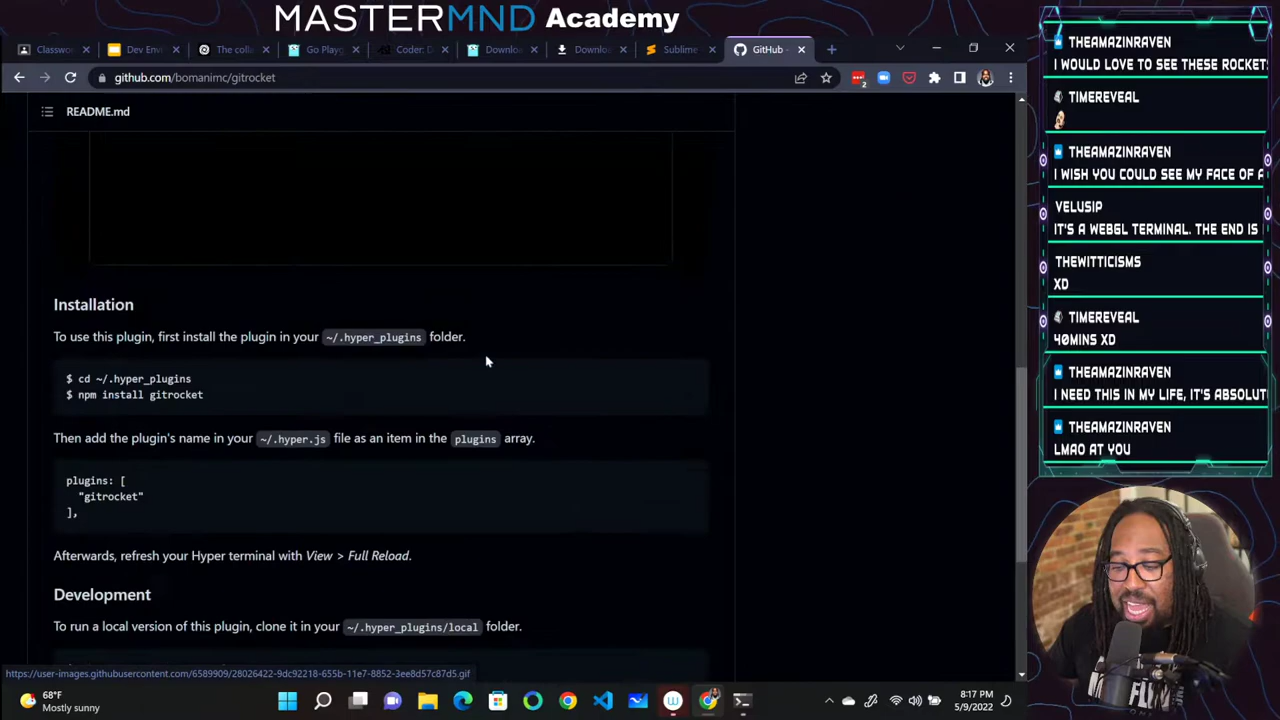 MASTERMND Academy
Classwo
Dev Envi
The colla
Go Playg
Coder: D
Downloa
Downloa
Sublime
GitHub -
github.com/bomanimc/gitrocket
2
README.md
Installation
To use this plugin, first install the plugin in your ~/.hyper_plugins folder.
$ cd ~/.hyper_plugins
$ npm install gitrocket
Then add the plugin's name in your ~/.hyper.js file as an item in the plugins array.
plugins: [
"gitrocket"
],
Afterwards, refresh your Hyper terminal with View > Full Reload.
Development
To run a local version of this plugin, clone it in your ~/.hyper_plugins/local folder.
https://user-images.githubusercontent.com/6589909/28026422-9dc92218-655b-11e7-8852-3ee8d57c87d5.gif
68°F
Mostly sunny
8:17 PM
5/9/2022
THEAMAZINRAVEN
I WOULD LOVE TO SEE THESE ROCKET
TIMEREVEAL
THEAMAZINRAVEN
I WISH YOU COULD SEE MY FACE OF A
VELUSIP
IT'S A WEBGL TERMINAL. THE END IS
THEWITTICISMS
XD
TIMEREVEAL
40MINS XD
THEAMAZINRAVEN
I NEED THIS IN MY LIFE, IT'S ABSOLUT
THEAMAZINRAVEN
LMAO AT YOU